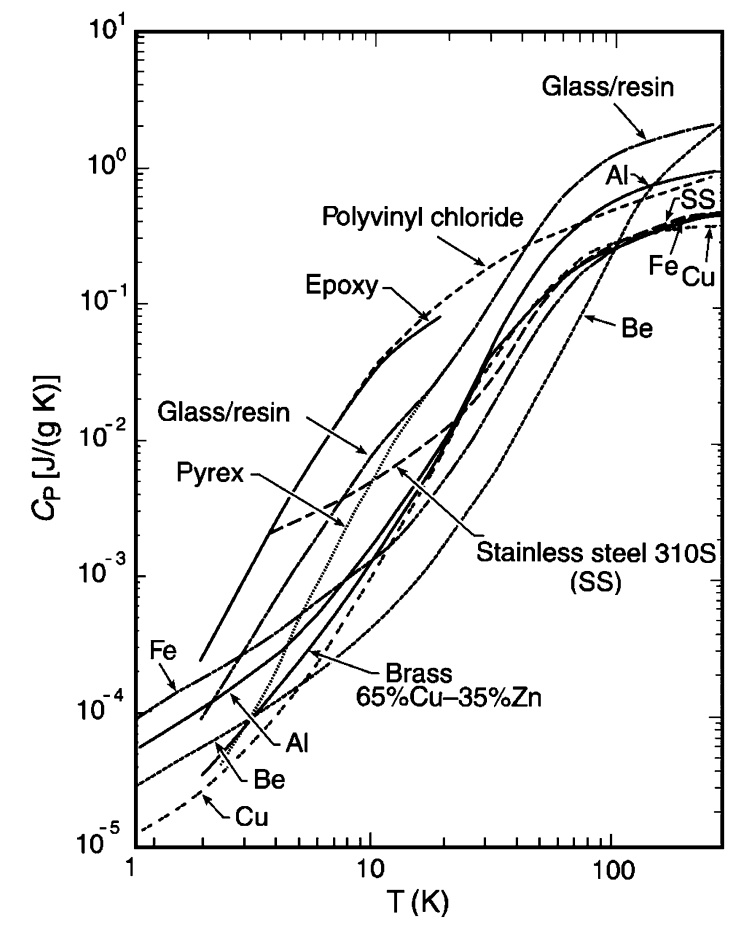 10^1
Glass/resin
10^0
Al
SS
Polyvinyl chloride
Fe
Cu
Epoxy
10^-1
Be
C_P [J/(g K)]
Glass/resin
10^-2
Pyrex
Stainless steel 310S
(SS)
10^-3
Fe
Brass
65%Cu–35%Zn
10^-4
Al
Be
Cu
10^-5
1
10
100
T (K)